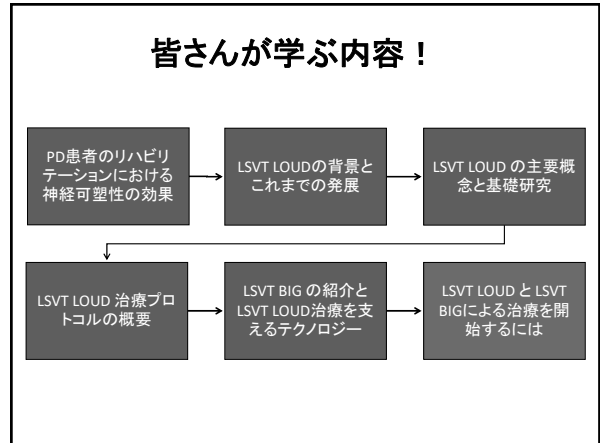 皆さんが学ぶ内容！
PD患者のリハビリ
テーションにおける
神経可塑性の効果
LSVT LOUDの背景と
これまでの発展
LSVT LOUD の主要概
念と基礎研究
LSVT LOUD 治療プロ
トコルの概要
LSVT BIG の紹介と
LSVT LOUD治療を支
えるテクノロジー
LSVT LOUD と LSVT
BIGによる治療を開
始するには